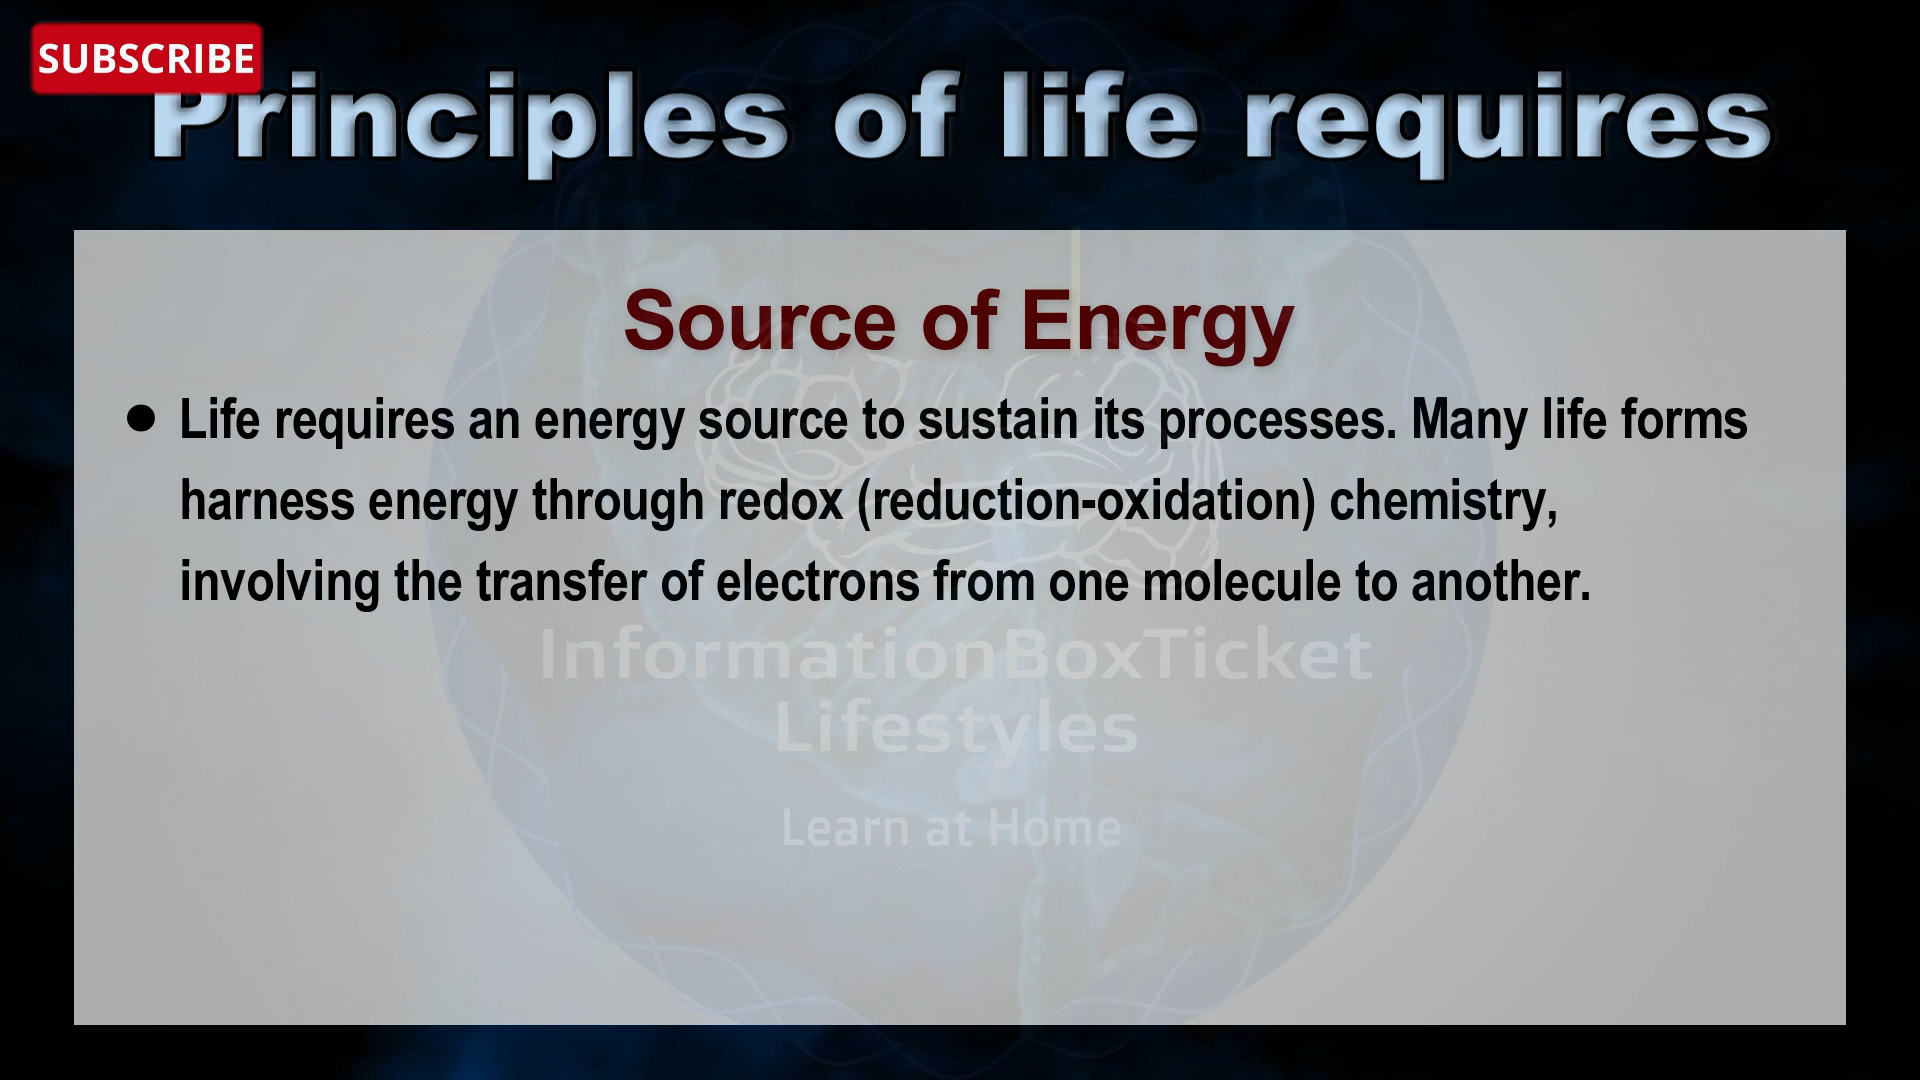 SUBSCRIBE
Principles of life requires
Source of Energy
● Life requires an energy source to sustain its processes. Many life forms
harness energy through redox (reduction-oxidation) chemistry,
involving the transfer of electrons from one molecule to another.
InformationBoxTicket
Lifestyles
Learn at Home